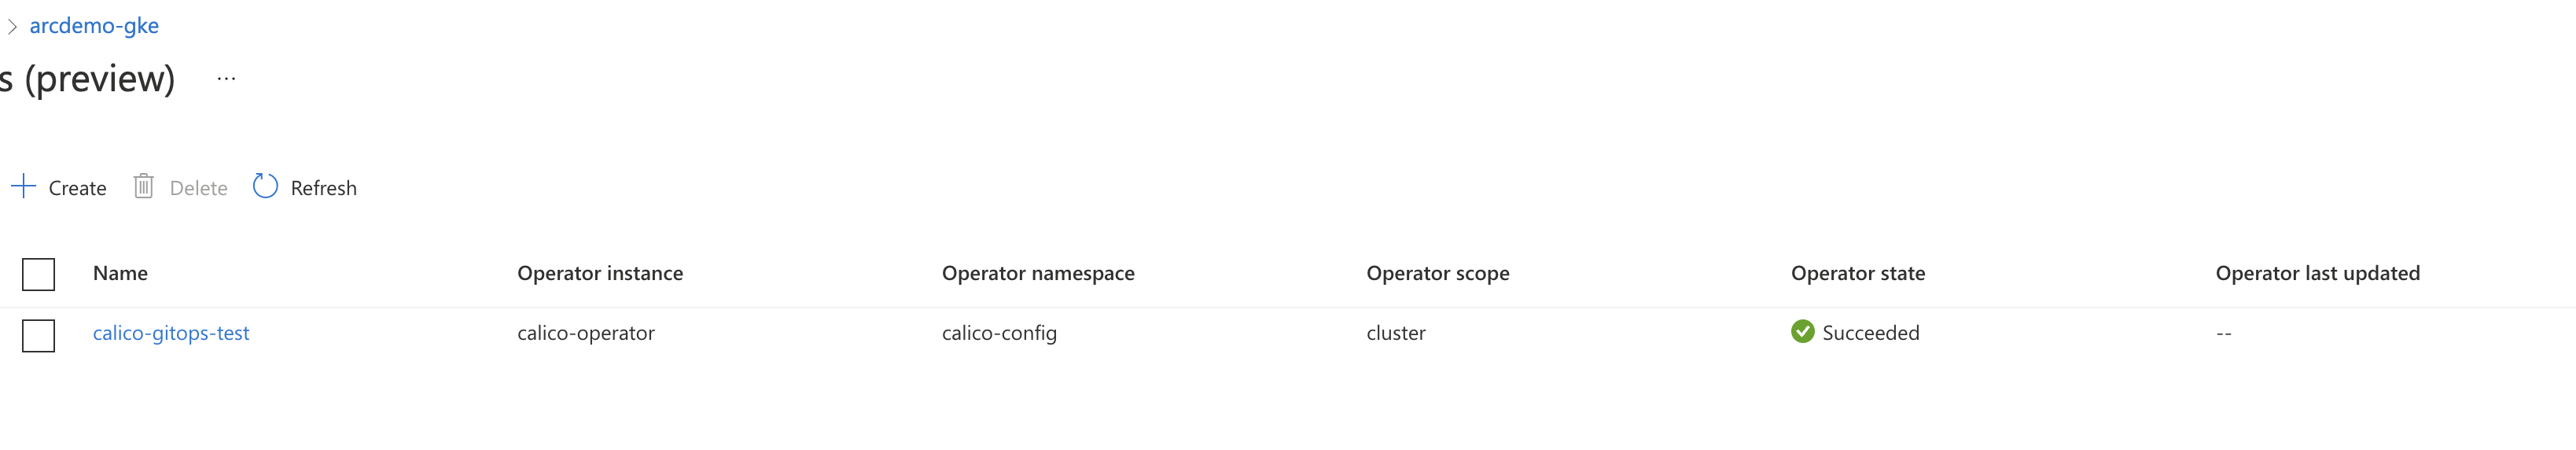 > arcdemo-gke
s (preview) ...
Create Delete Refresh
Name Operator instance Operator namespace Operator scope Operator state Operator last updated
calico-gitops-test calico-operator calico-config cluster Succeeded --